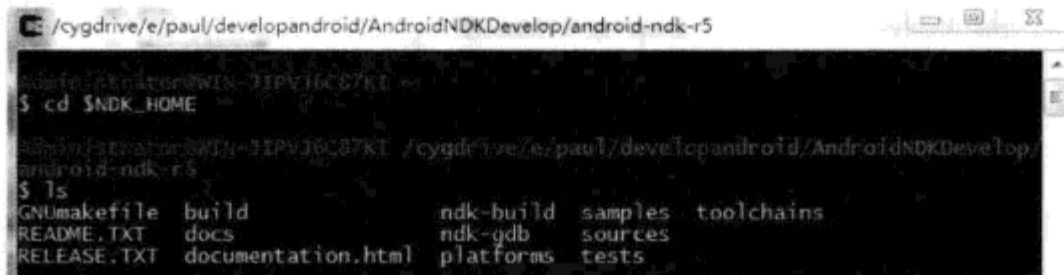 /cygdrive/e/paul/developandroid/AndroidNDKDevelop/android-ndk-r5
$ cd $NDK_HOME
/cygdrive/e/paul/developandroid/AndroidNDKDevelop/
android-ndk-r5
$ ls
GNUmakefile build ndk-build samples toolchains
README.TXT docs ndk-gdb sources
RELEASE.TXT documentation.html platforms tests